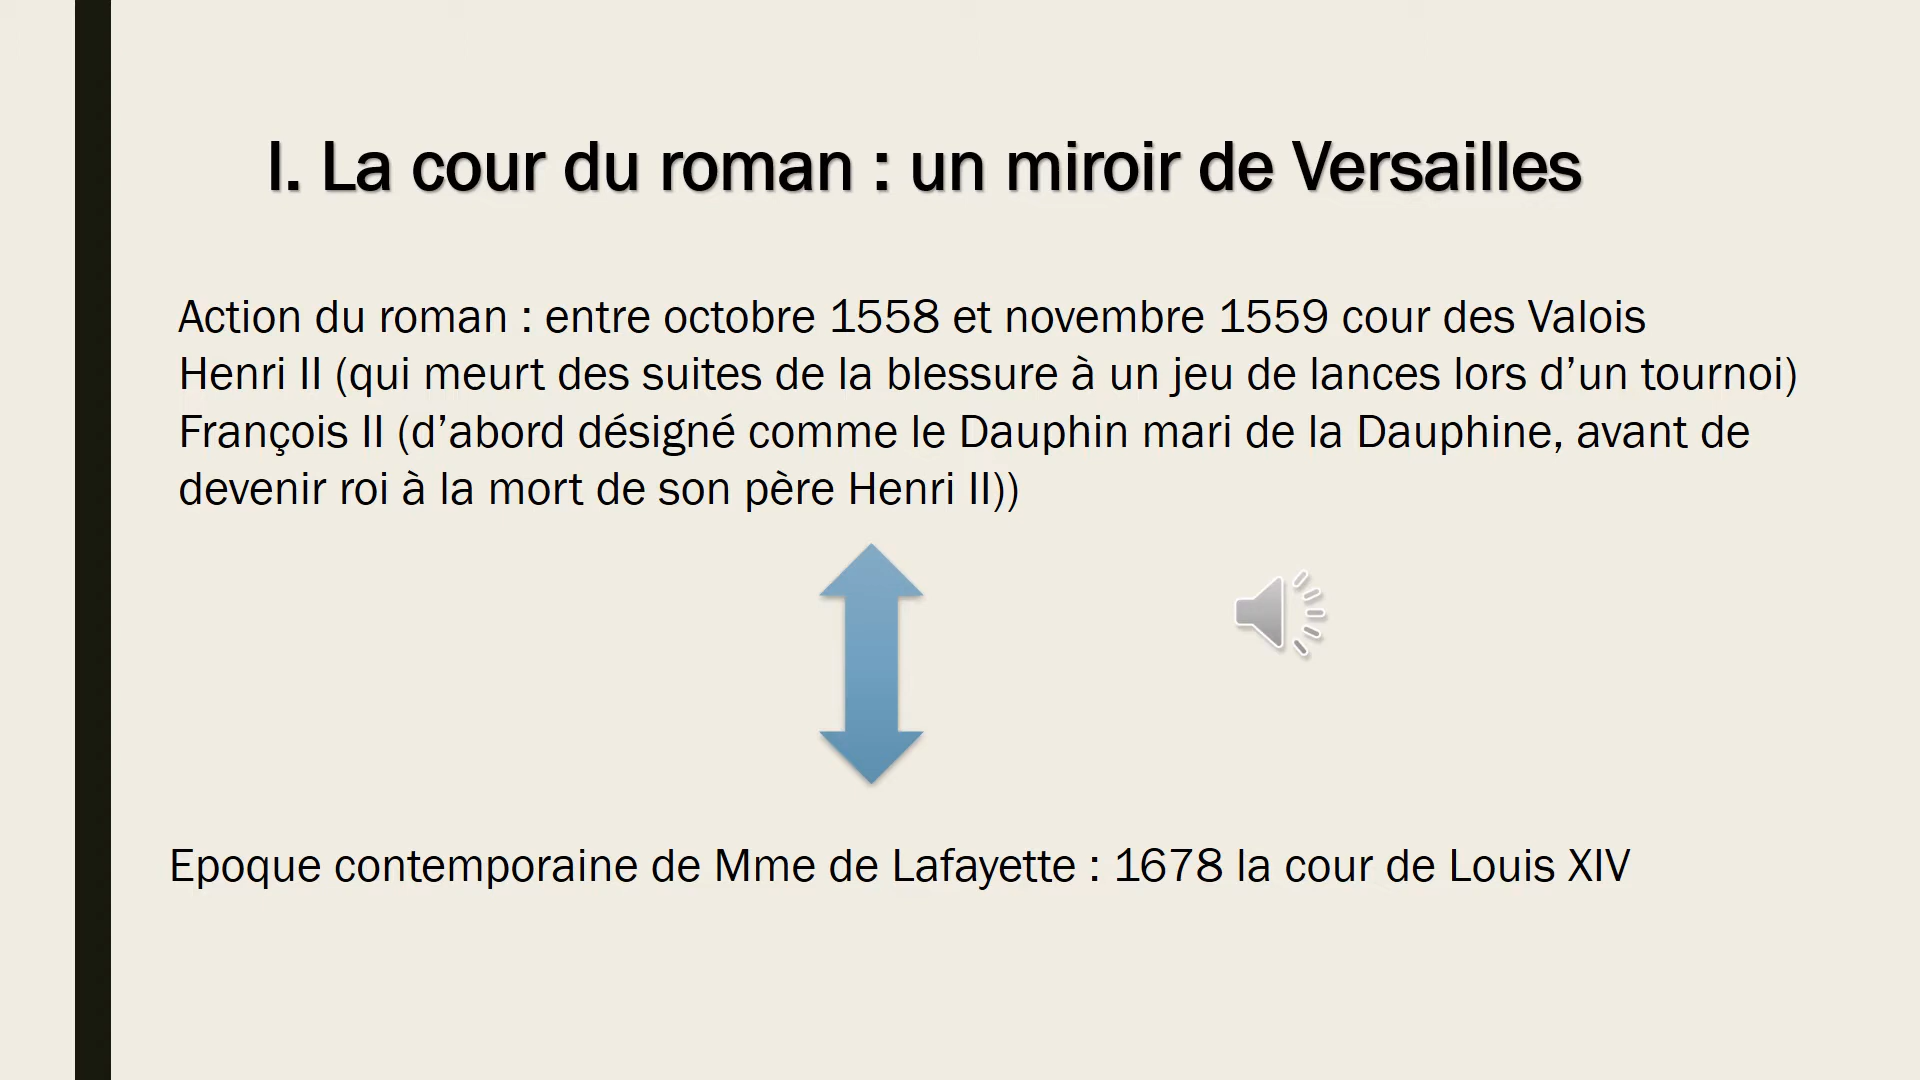 I. La cour du roman : un miroir de Versailles
Action du roman : entre octobre 1558 et novembre 1559 cour des Valois
Henri II (qui meurt des suites de la blessure à un jeu de lances lors d’un tournoi)
François II (d’abord désigné comme le Dauphin mari de la Dauphine, avant de
devenir roi à la mort de son père Henri II))
Epoque contemporaine de Mme de Lafayette : 1678 la cour de Louis XIV